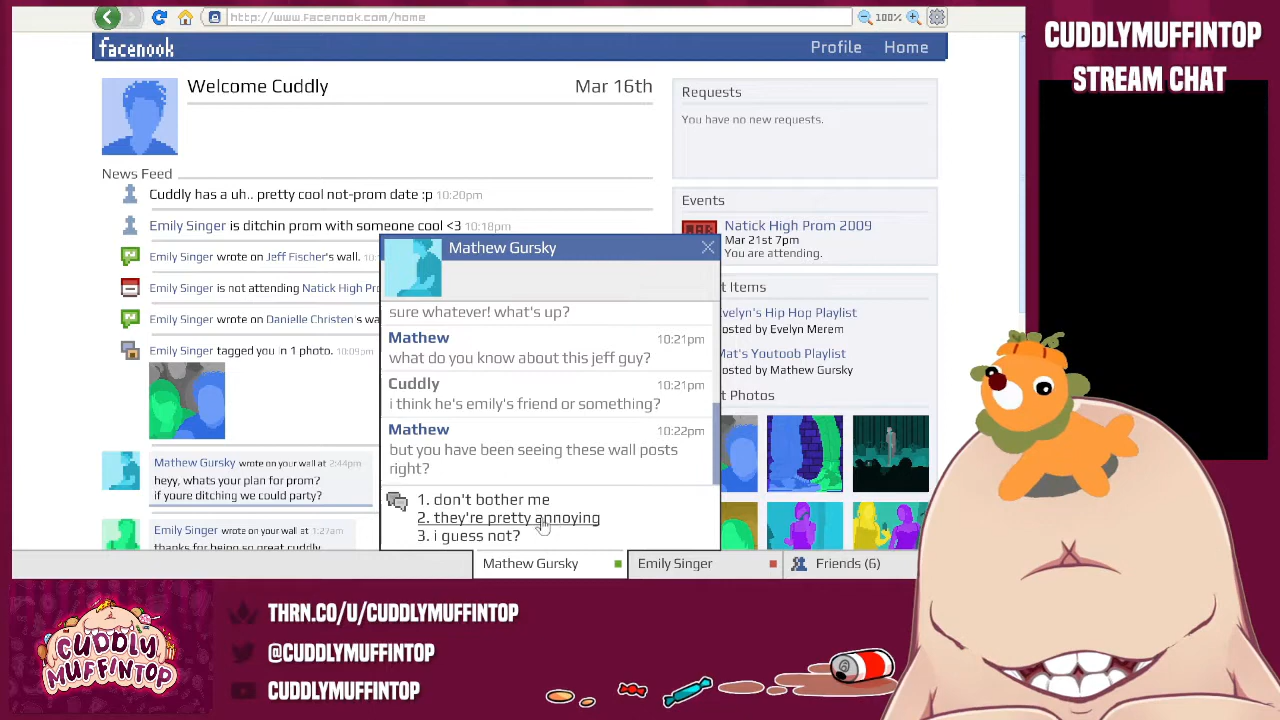 http://www.Facenook.com/home
100%
facenook
Profile
Home
Welcome Cuddly
Mar 16th
News Feed
Cuddly has a uh.. pretty cool not-prom date :p 10:20pm
Emily Singer is ditchin prom with someone cool <3 10:18pm
Emily Singer wrote on Jeff Fischer's wall. 10:
Emily Singer is not attending Natick High Pro
Emily Singer wrote on Danielle Christen s wa
Emily Singer tagged you in 1 photo. 10:09pm
Mathew Gursky wrote on your wall at 2:44pm
heyy, whats your plan for prom?
if youre ditching we could party?
Emily Singer wrote on your wall at 1:27am
thanks for being so great cuddly
Requests
You have no new requests.
Events
Natick High Prom 2009
Mar 21st 7pm
You are attending.
t Items
velyn's Hip Hop Playlist
osted by Evelyn Merem
Mat's Youtoob Playlist
osted by Mathew Gursky
t Photos
Mathew Gursky
sure whatever! what's up?
Mathew 10:21pm
what do you know about this jeff guy?
Cuddly 10:21pm
i think he's emily's friend or something?
Mathew 10:22pm
but you have been seeing these wall posts
right?
1. don't bother me
2. they're pretty annoying
3. i guess not?
Mathew Gursky
Emily Singer
Friends (6)
CUDDLYMUFFINTOP
STREAM CHAT
CUDDLY
MUFFINTOP
THRN.CO/U/CUDDLYMUFFINTOP
@CUDDLYMUFFINTOP
CUDDLYMUFFINTOP